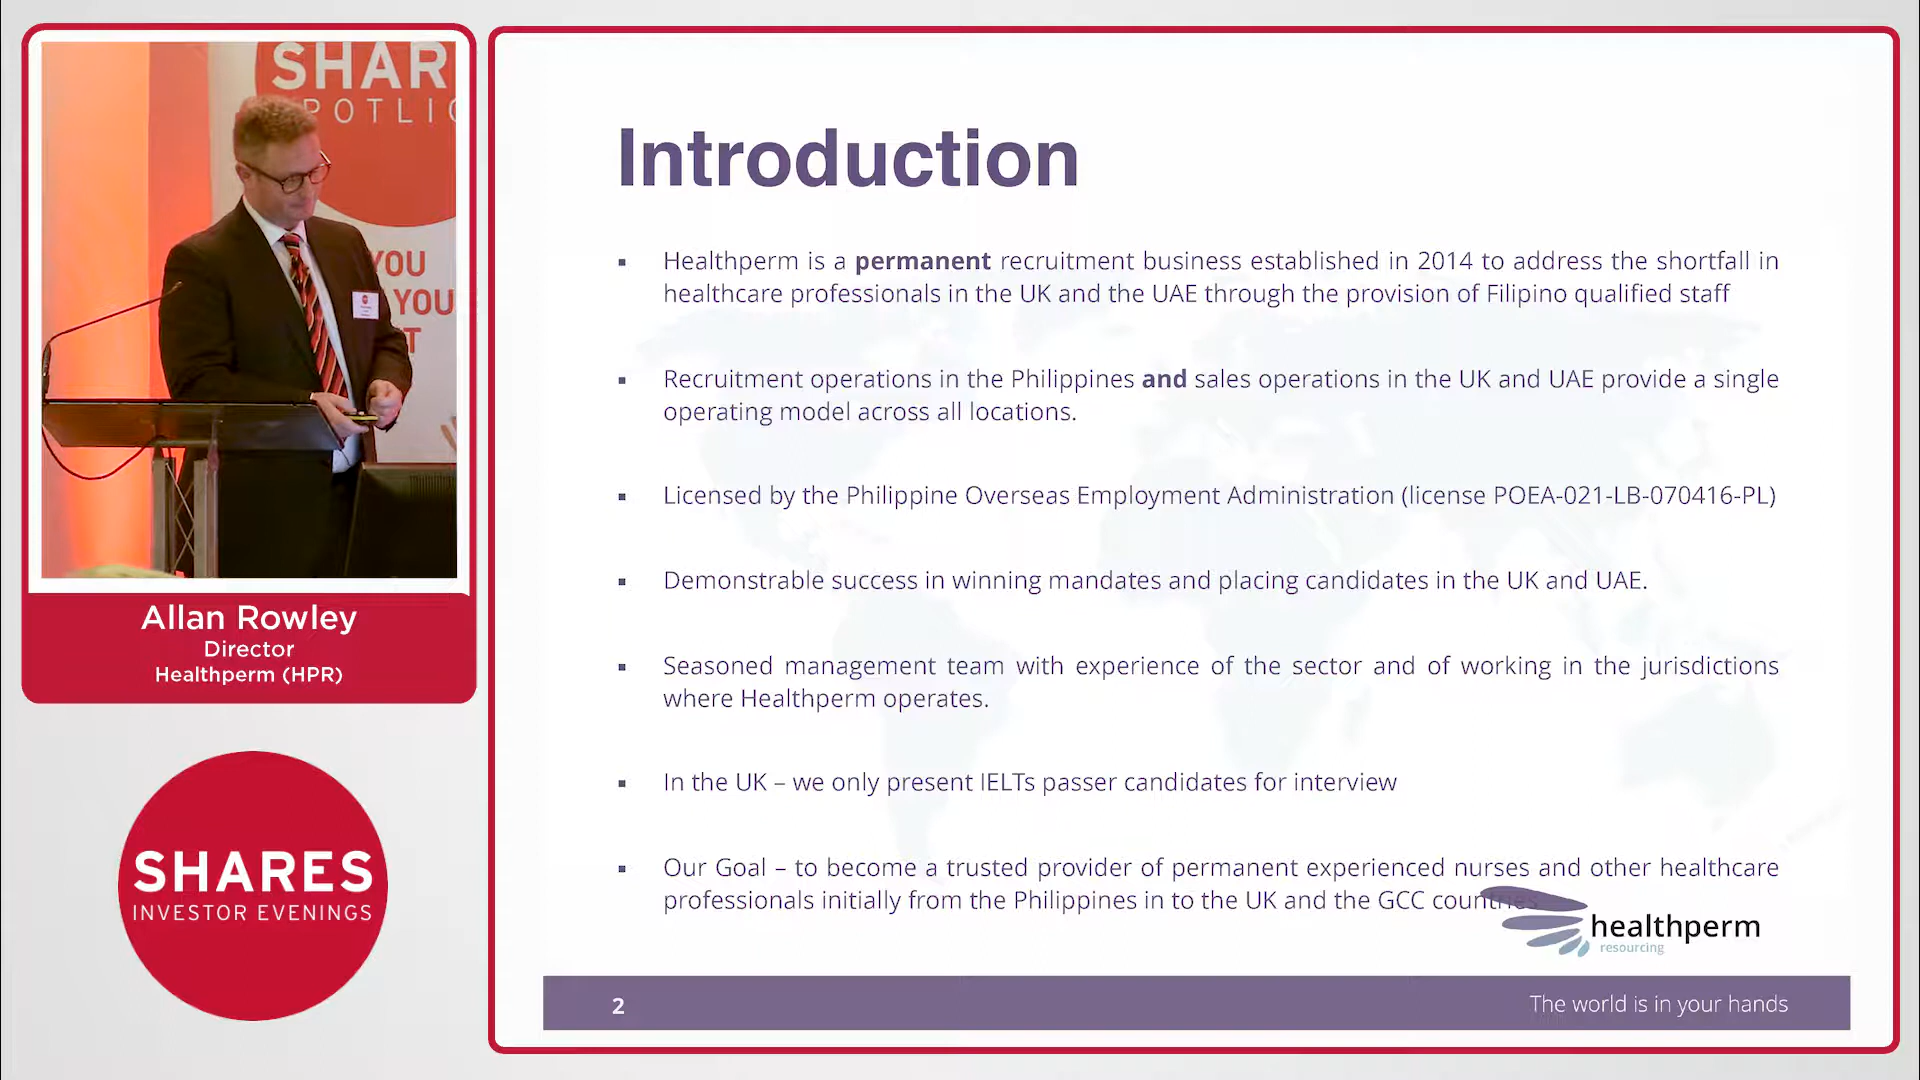 SHAR
POTLIG
YOU
YOU
T
Allan Rowley
Director
Healthperm (HPR)
SHARES
INVESTOR EVENINGS
Introduction
▪ Healthperm is a permanent recruitment business established in 2014 to address the shortfall in
healthcare professionals in the UK and the UAE through the provision of Filipino qualified staff
▪ Recruitment operations in the Philippines and sales operations in the UK and UAE provide a single
operating model across all locations.
▪ Licensed by the Philippine Overseas Employment Administration (license POEA-021-LB-070416-PL)
▪ Demonstrable success in winning mandates and placing candidates in the UK and UAE.
▪ Seasoned management team with experience of the sector and of working in the jurisdictions
where Healthperm operates.
▪ In the UK – we only present IELTs passer candidates for interview
▪ Our Goal – to become a trusted provider of permanent experienced nurses and other healthcare
professionals initially from the Philippines in to the UK and the GCC countries
healthperm
resourcing
2
The world is in your hands